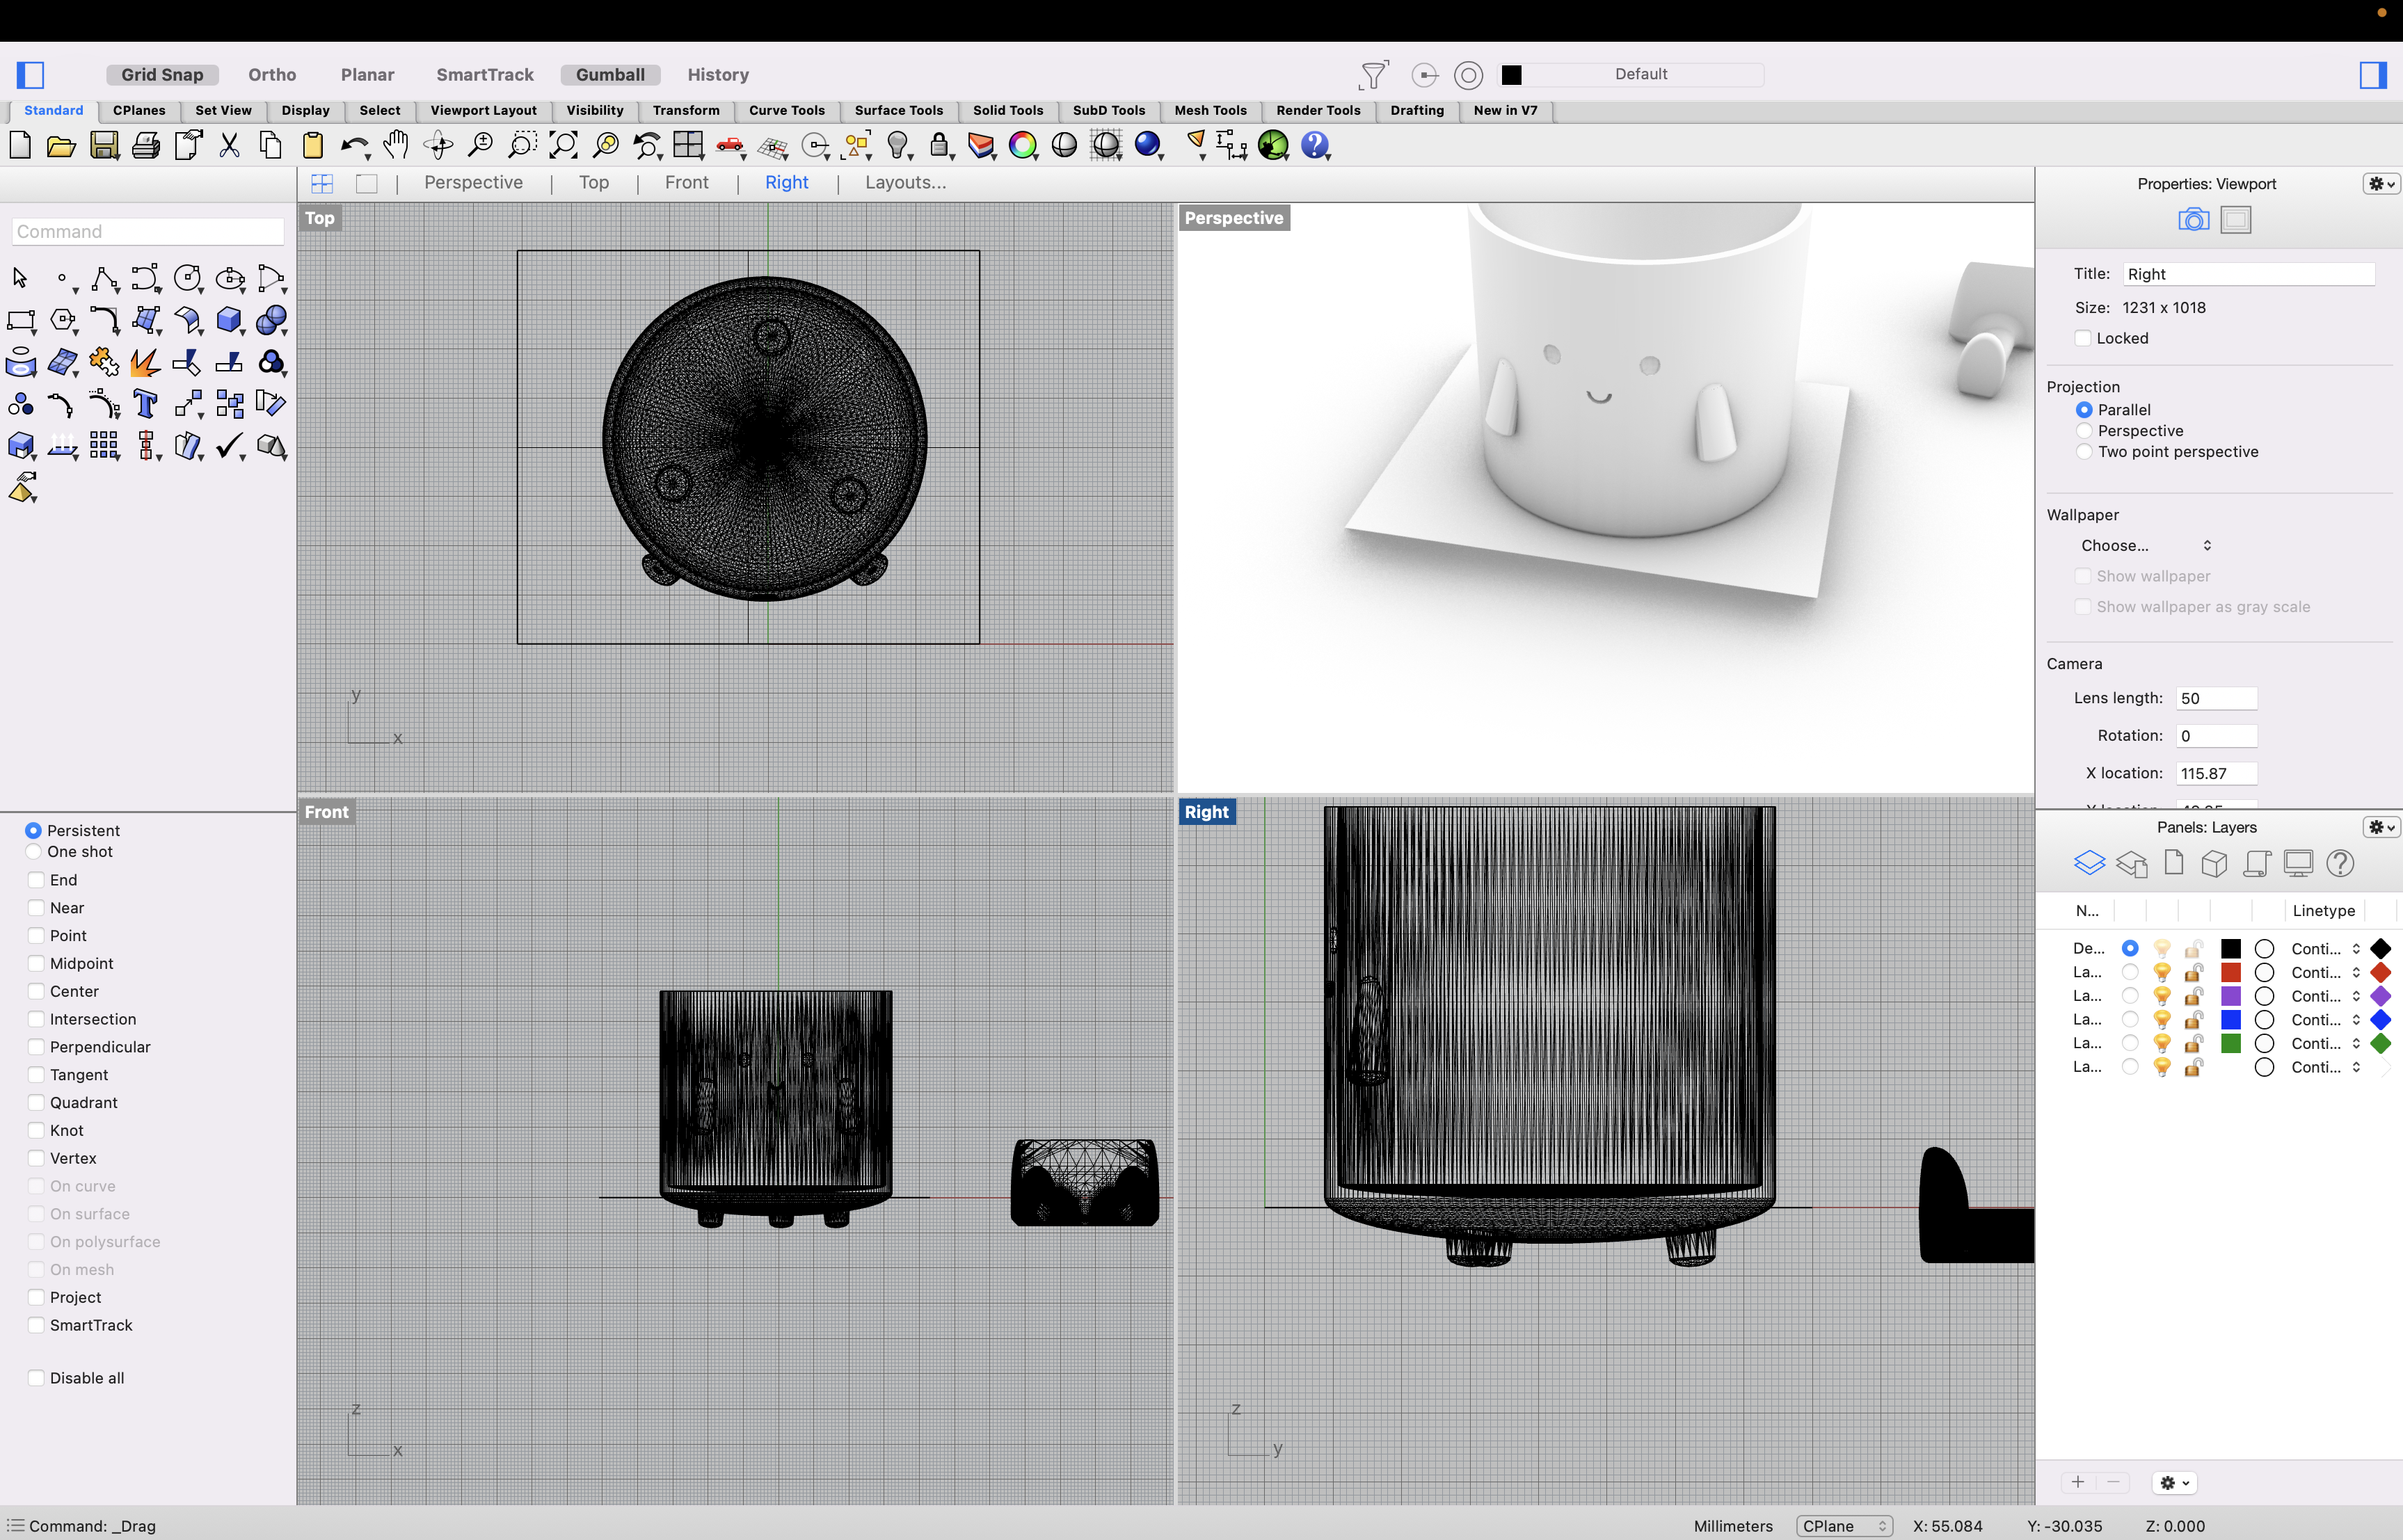 Grid Snap Ortho Planar SmartTrack Gumball History Default
Standard CPlanes Set View Display Select Viewport Layout Visibility Transform Curve Tools Surface Tools Solid Tools SubD Tools Mesh Tools Render Tools Drafting New in V7
Perspective | Top | Front | Right | Layouts...
Command
Top
y
x
Perspective
Front
z
x
Right
z
y
Persistent
One shot
End
Near
Point
Midpoint
Center
Intersection
Perpendicular
Tangent
Quadrant
Knot
Vertex
On curve
On surface
On polysurface
On mesh
Project
SmartTrack
Disable all
Properties: Viewport
Title: Right
Size: 1231 x 1018
Locked
Projection
Parallel
Perspective
Two point perspective
Wallpaper
Choose...
Show wallpaper
Show wallpaper as gray scale
Camera
Lens length: 50
Rotation: 0
X location: 115.87
Panels: Layers
N... Linetype
De... Conti...
La... Conti...
La... Conti...
La... Conti...
La... Conti...
La... Conti...
Command: _Drag
Millimeters CPlane X: 55.084 Y: -30.035 Z: 0.000